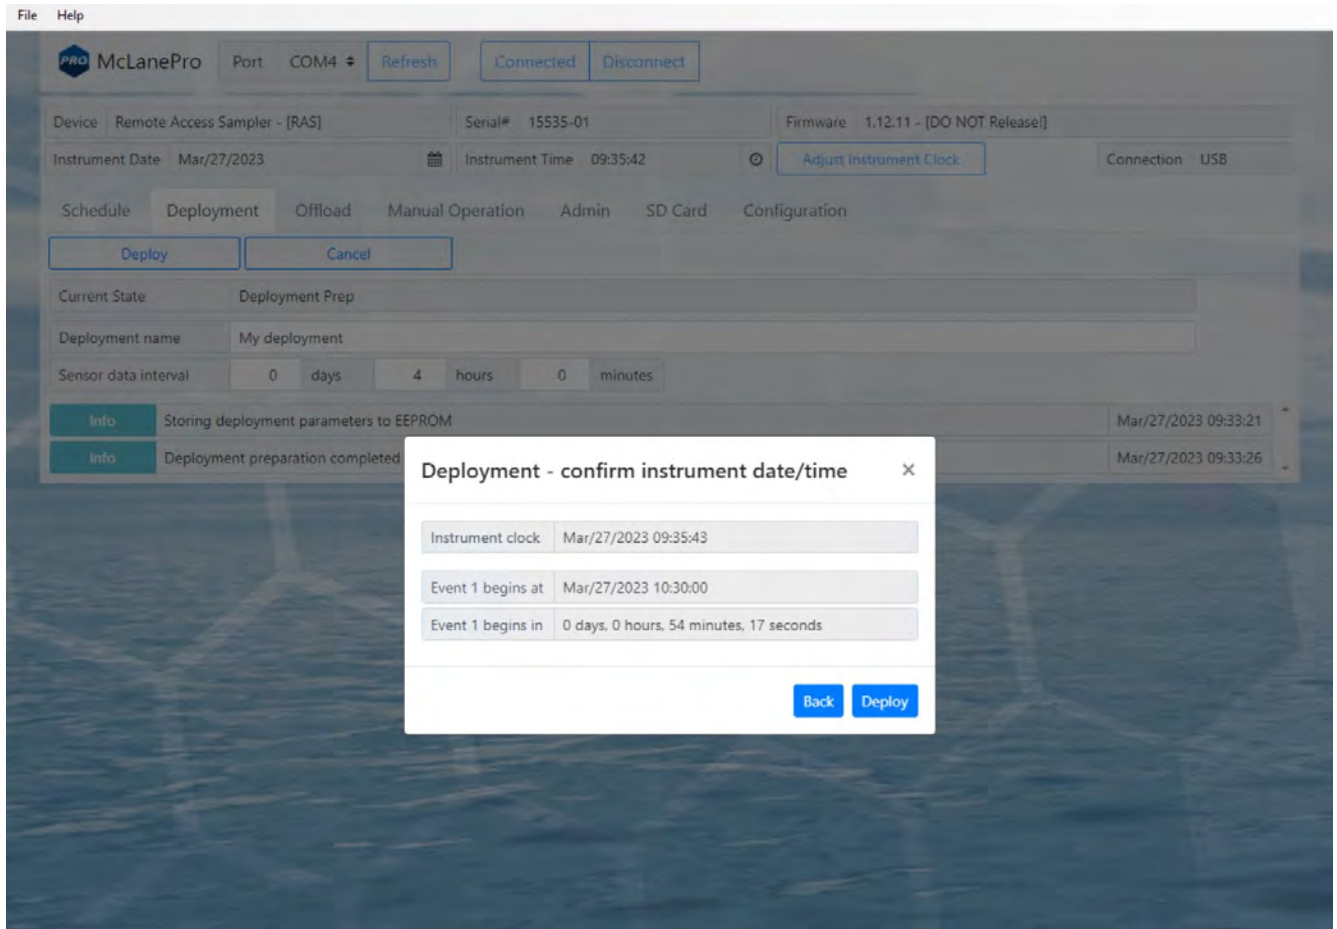 File Help
PRO McLanePro Port COM4 Refresh Connected Disconnect
Device Remote Access Sampler - [RAS] Serial# 15535-01 Firmware 1.12.11 - [DO NOT Release!]
Instrument Date Mar/27/2023 Instrument Time 09:35:42 Adjust Instrument Clock Connection USB
Schedule Deployment Offload Manual Operation Admin SD Card Configuration
Deploy Cancel
Current State Deployment Prep
Deployment name My deployment
Sensor data interval 0 days 4 hours 0 minutes
Info Storing deployment parameters to EEPROM Mar/27/2023 09:33:21
Info Deployment preparation completed Mar/27/2023 09:33:26
Deployment - confirm instrument date/time ×
Instrument clock Mar/27/2023 09:35:43
Event 1 begins at Mar/27/2023 10:30:00
Event 1 begins in 0 days, 0 hours, 54 minutes, 17 seconds
Back Deploy